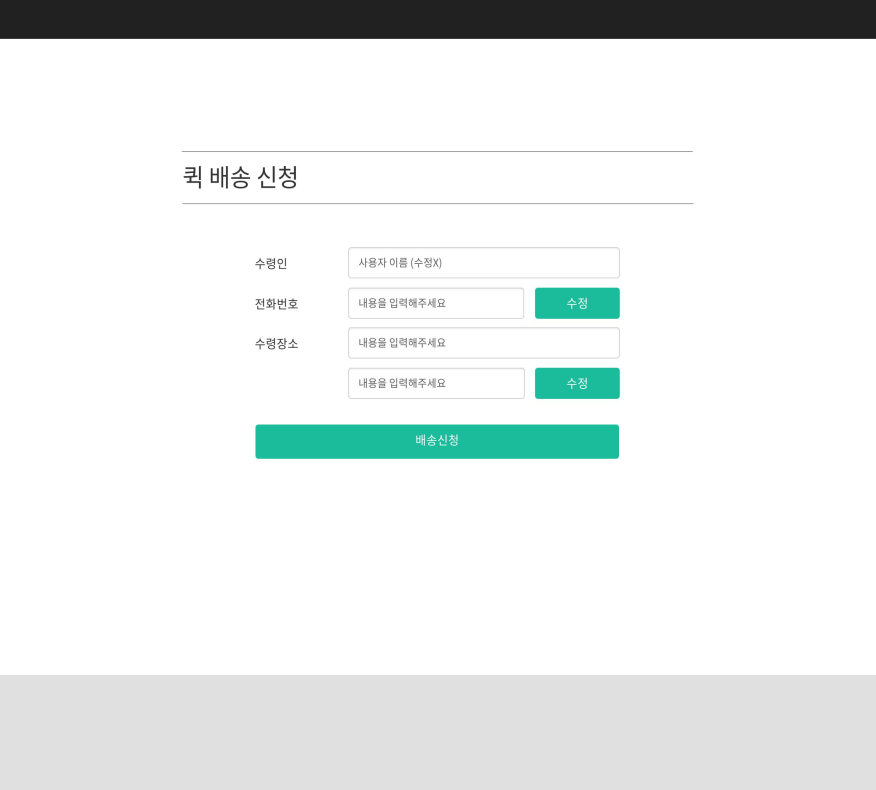 퀵 배송 신청
수령인
사용자 이름 (수정X)
전화번호
내용을 입력해주세요
수정
수령장소
내용을 입력해주세요
내용을 입력해주세요
수정
배송신청